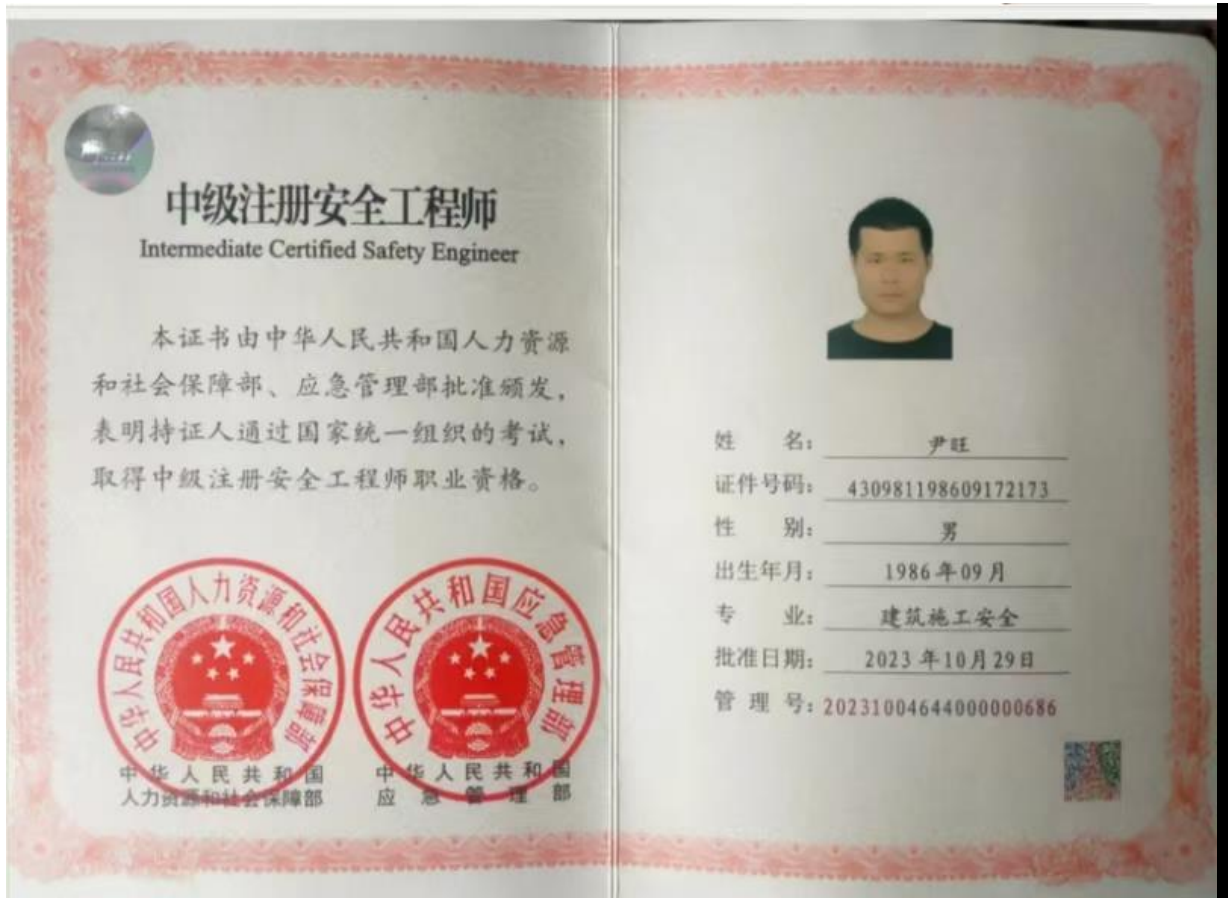 中级注册安全工程师
Intermediate Certified Safety Engineer
本证书由中华人民共和国人力资源
和社会保障部、应急管理部批准颁发，
表明持证人通过国家统一组织的考试，
取得中级注册安全工程师职业资格。
中华人民共和国人力资源和社会保障部
中华人民共和国应急管理部
中华人民共和国
人力资源和社会保障部
中华人民共和国
应急管理部
姓 名： 尹旺
证件号码： 430981198609172173
性 别： 男
出生年月： 1986年09月
专 业： 建筑施工安全
批准日期： 2023年10月29日
管 理 号：20231004644000000686